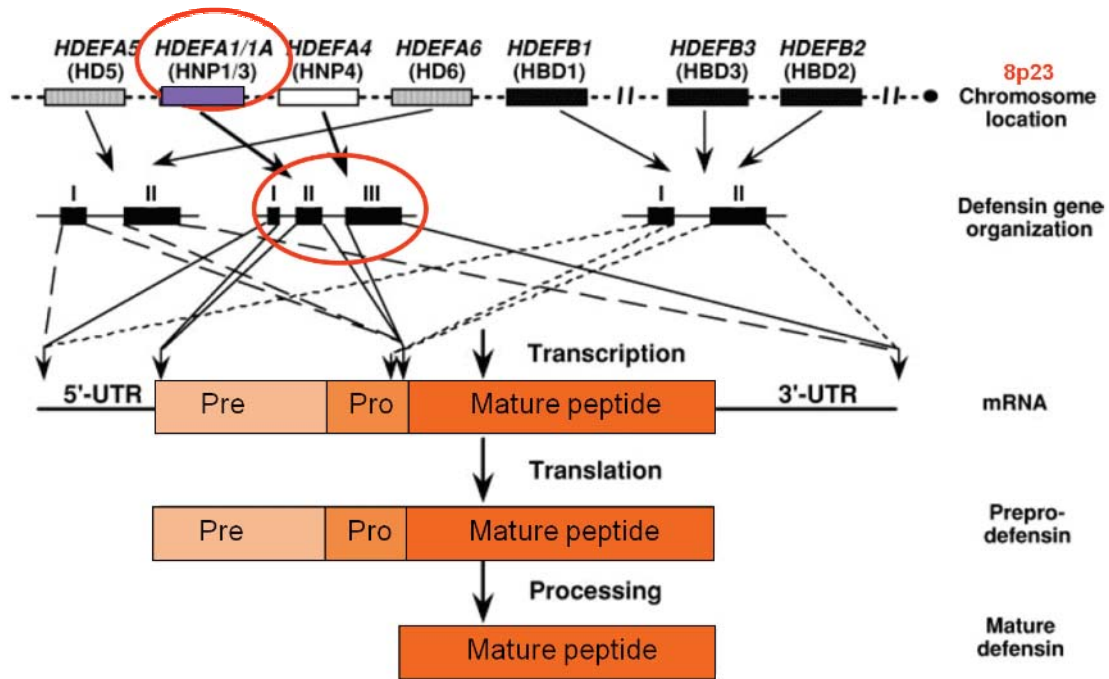 HDEFA5 HDEFA1/1A HDEFA4 HDEFA6 HDEFB1 HDEFB3 HDEFB2
(HD5) (HNP1/3) (HNP4) (HD6) (HBD1) (HBD3) (HBD2)
8p23
Chromosome
location
I II I II III I II
Defensin gene
organization
Transcription
5'-UTR Pre Pro Mature peptide 3'-UTR mRNA
Translation
Pre Pro Mature peptide
Prepro-
defensin
Processing
Mature peptide
Mature
defensin